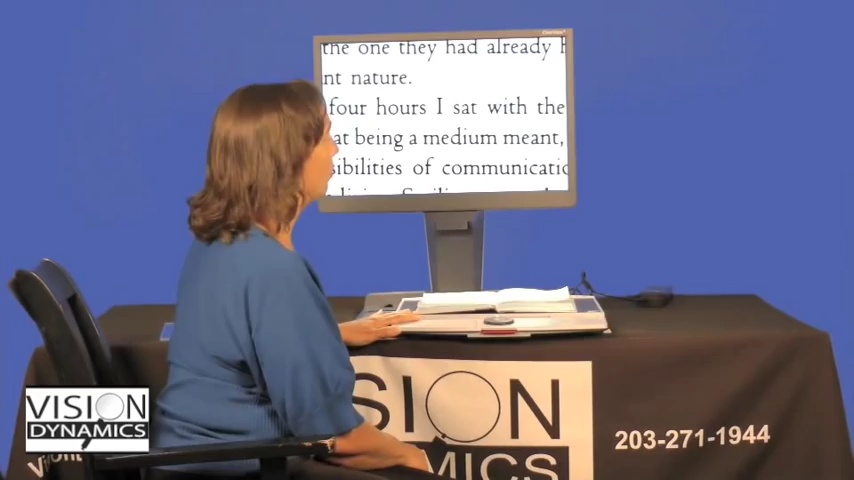 the one they had already
nt nature.
four hours I sat with the
at being a medium meant,
sibilities of communicatio
VISION
DYNAMICS
SION
MICS
203-271-1944